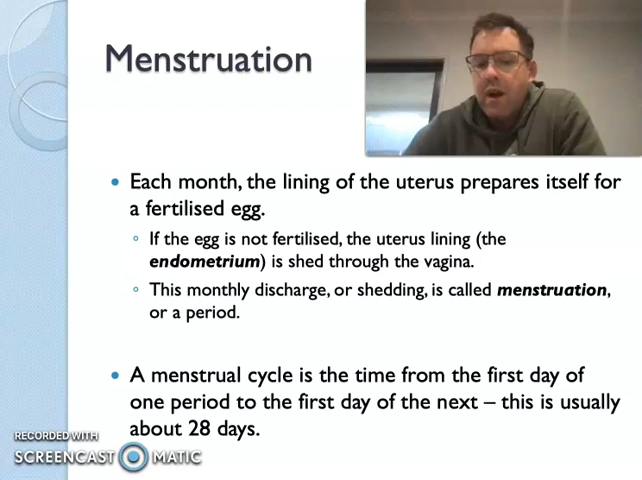 Menstruation
Each month, the lining of the uterus prepares itself for
a fertilised egg.
If the egg is not fertilised, the uterus lining (the
endometrium) is shed through the vagina.
This monthly discharge, or shedding, is called menstruation,
or a period.
A menstrual cycle is the time from the first day of
one period to the first day of the next – this is usually
about 28 days.
RECORDED WITH
SCREENCAST MATIC